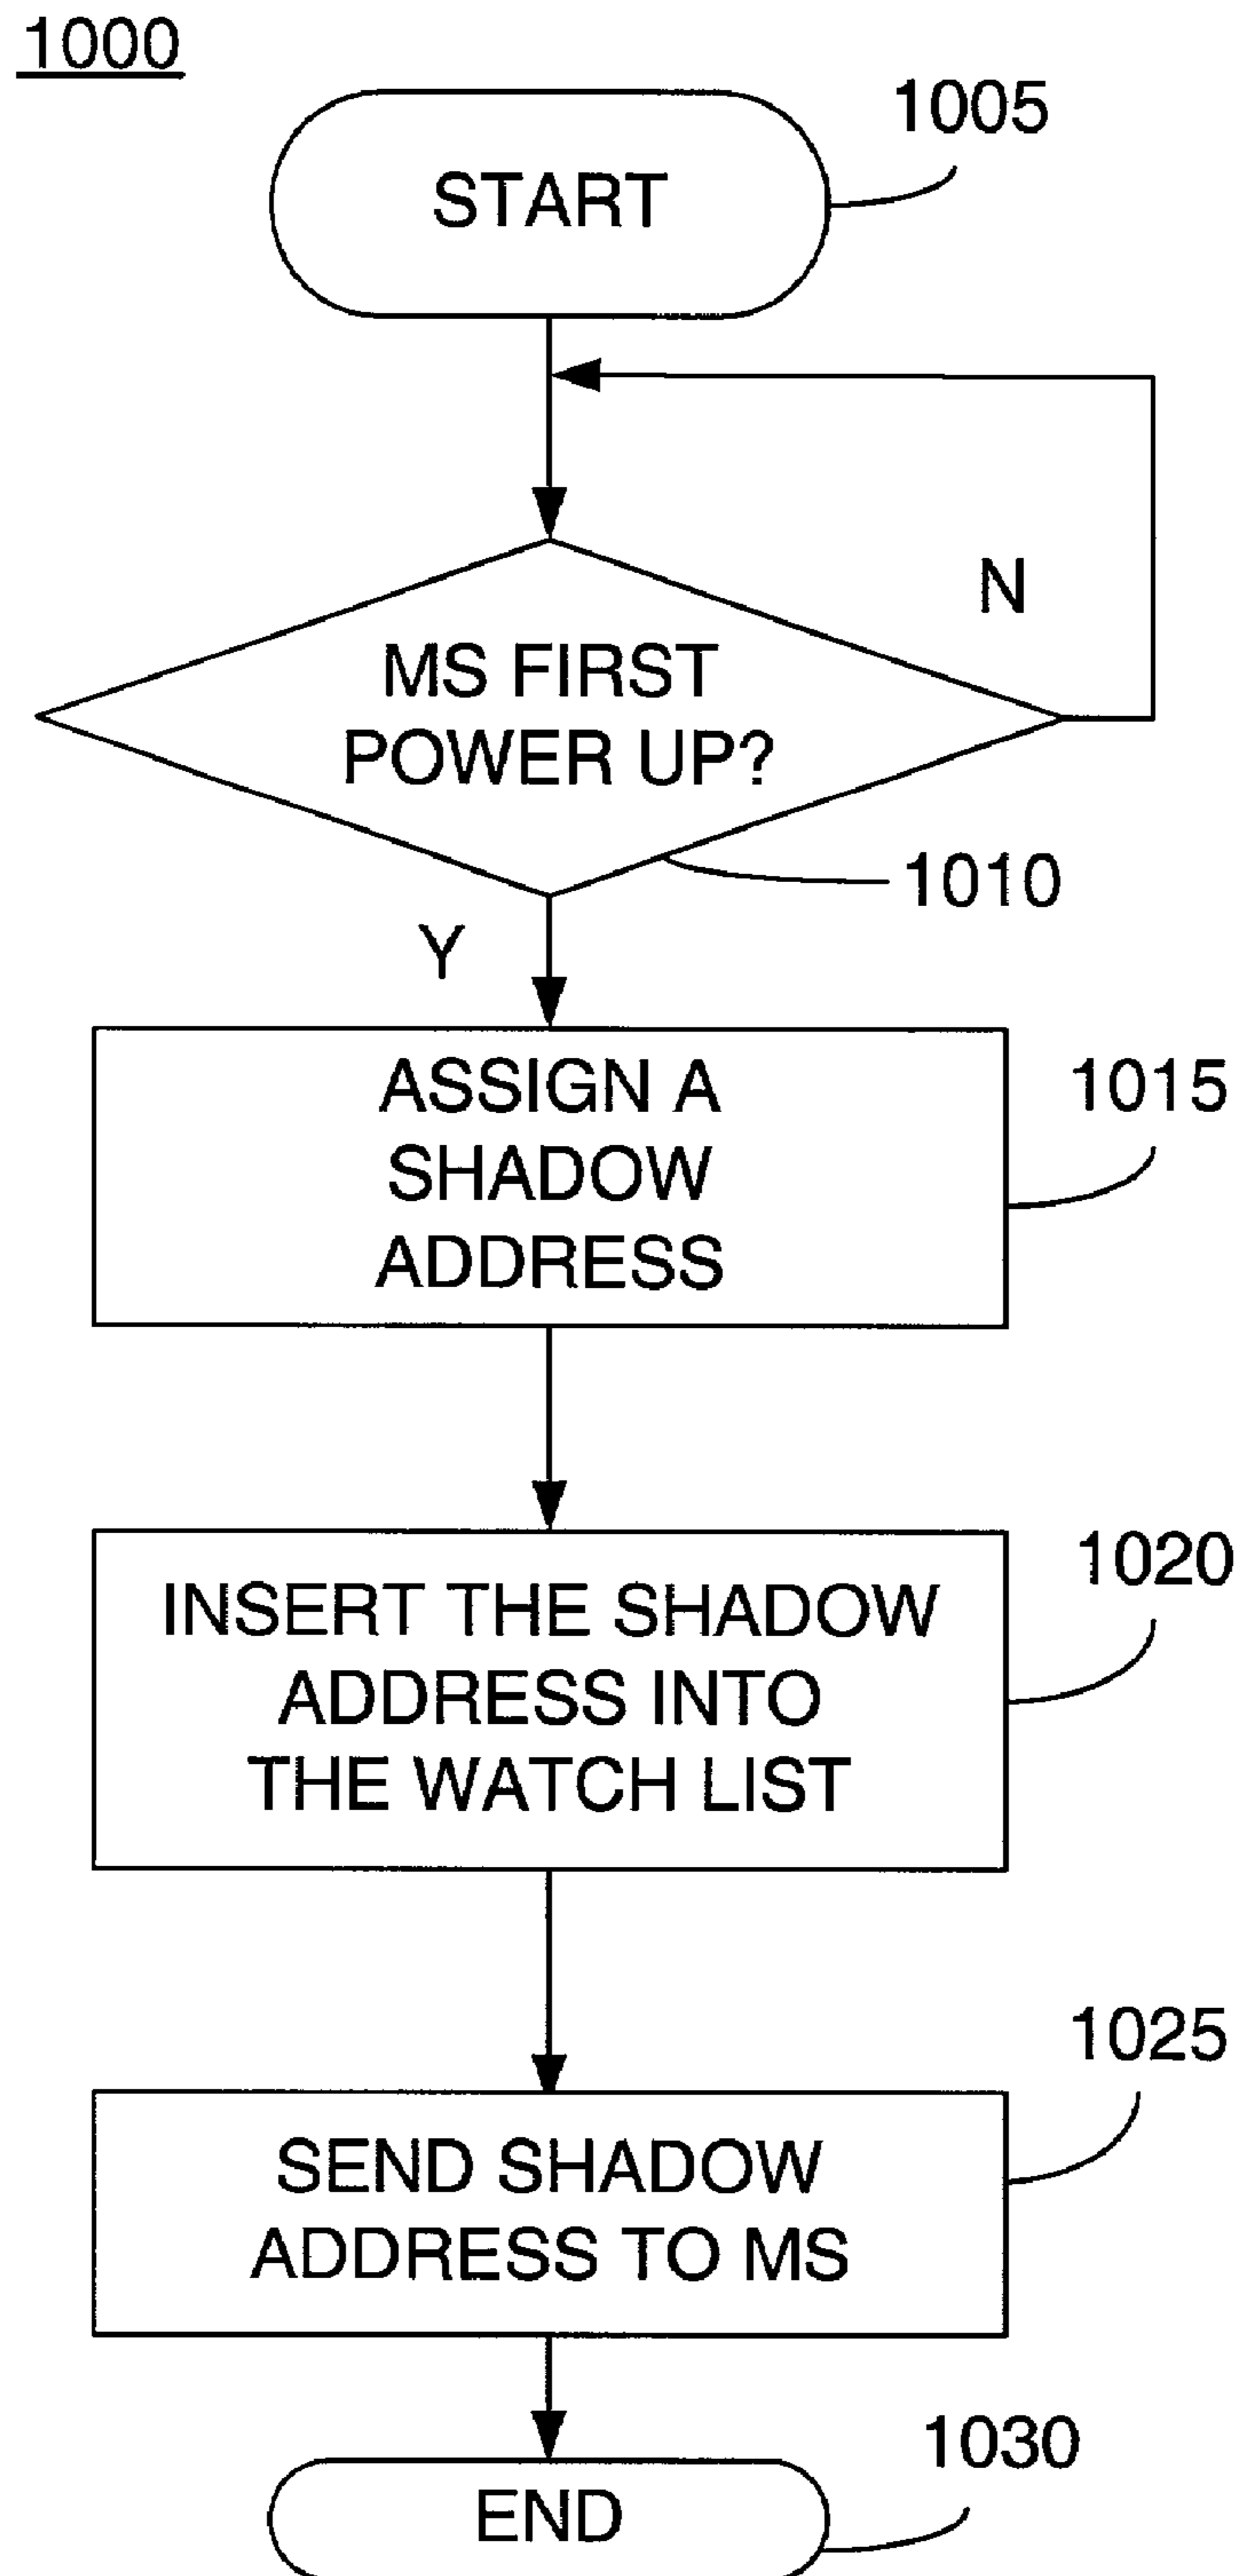 1000
1005
START
N
MS FIRST
POWER UP?
1010
Y
ASSIGN A
SHADOW
ADDRESS
1015
INSERT THE SHADOW
ADDRESS INTO
THE WATCH LIST
1020
1025
SEND SHADOW
ADDRESS TO MS
1030
END